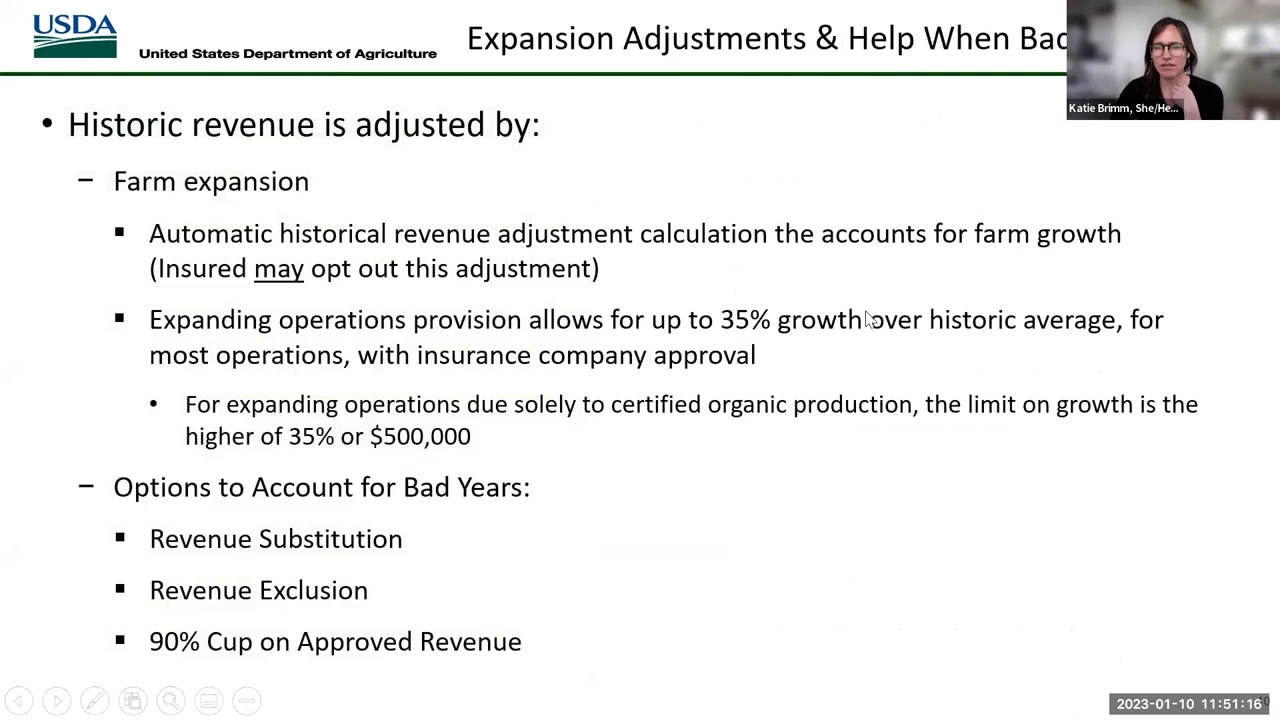 USDA
United States Department of Agriculture
Expansion Adjustments & Help When Bad
Katie Brimm, She/He...
• Historic revenue is adjusted by:
– Farm expansion
▪ Automatic historical revenue adjustment calculation the accounts for farm growth
(Insured may opt out this adjustment)
▪ Expanding operations provision allows for up to 35% growth over historic average, for
most operations, with insurance company approval
• For expanding operations due solely to certified organic production, the limit on growth is the
higher of 35% or $500,000
– Options to Account for Bad Years:
▪ Revenue Substitution
▪ Revenue Exclusion
▪ 90% Cup on Approved Revenue
2023-01-10 11:51:16